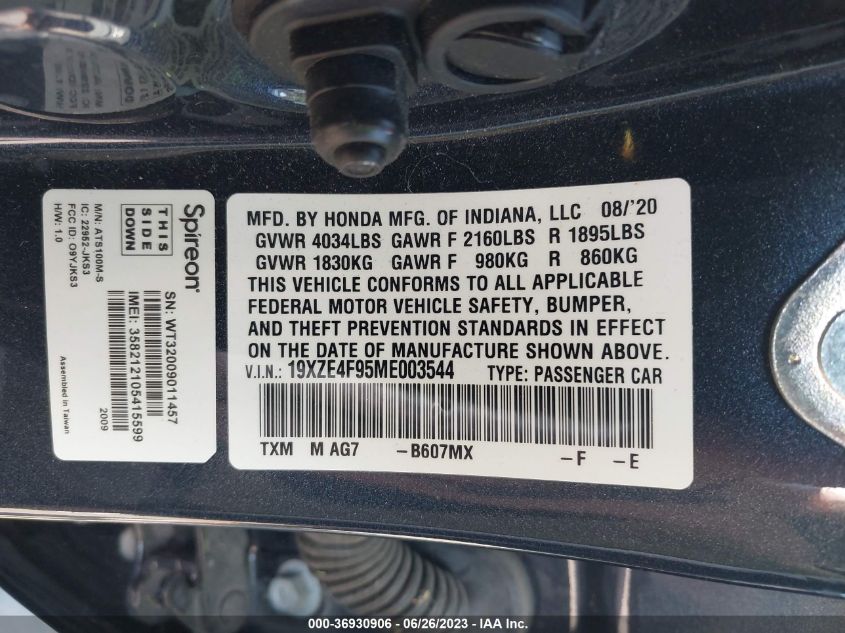 MFD. BY HONDA MFG. OF INDIANA, LLC 08/'20
GVWR 4034LBS GAWR F 2160LBS R 1895LBS
GVWR 1830KG GAWR F 980KG R 860KG
THIS VEHICLE CONFORMS TO ALL APPLICABLE
FEDERAL MOTOR VEHICLE SAFETY, BUMPER,
AND THEFT PREVENTION STANDARDS IN EFFECT
ON THE DATE OF MANUFACTURE SHOWN ABOVE.
V.I.N.: 19XZE4F95ME003544 TYPE: PASSENGER CAR
TXM M AG7 -B607MX -F -E
Spireon
THIS
SIDE
DOWN
M/N: ATS100M-S
IC: 22952-JKS3
FCC ID: O9YJKS3
H/W: 1.0
SN: WT32009011457
IMEI: 358212105415599
2009
Assembled in Taiwan
000-36930906 - 06/26/2023 - IAA Inc.